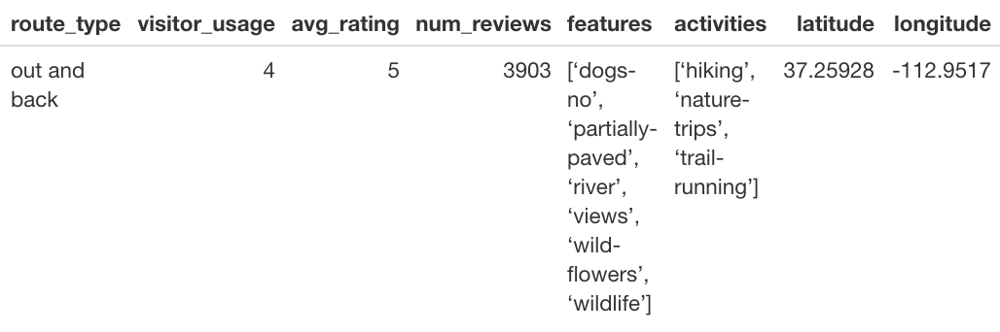 route_type visitor_usage avg_rating num_reviews features activities latitude longitude
out and 4 5 3903 [‘dogs- [‘hiking’, 37.25928 -112.9517
back no’, ‘nature-
‘partially- trips’,
paved’, ‘trail-
‘river’, running’]
‘views’,
‘wild-
flowers’,
‘wildlife’]